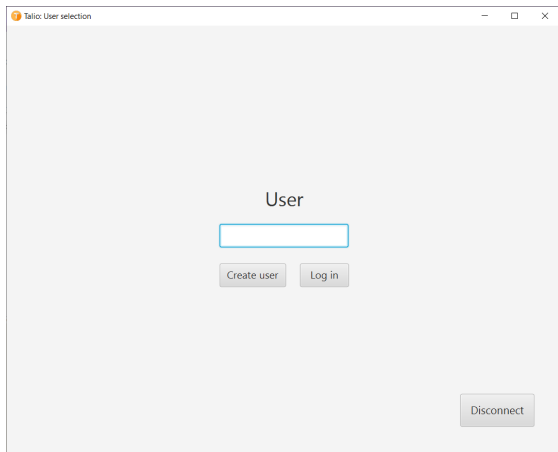 Talio: User selection
User
Create user
Log in
Disconnect